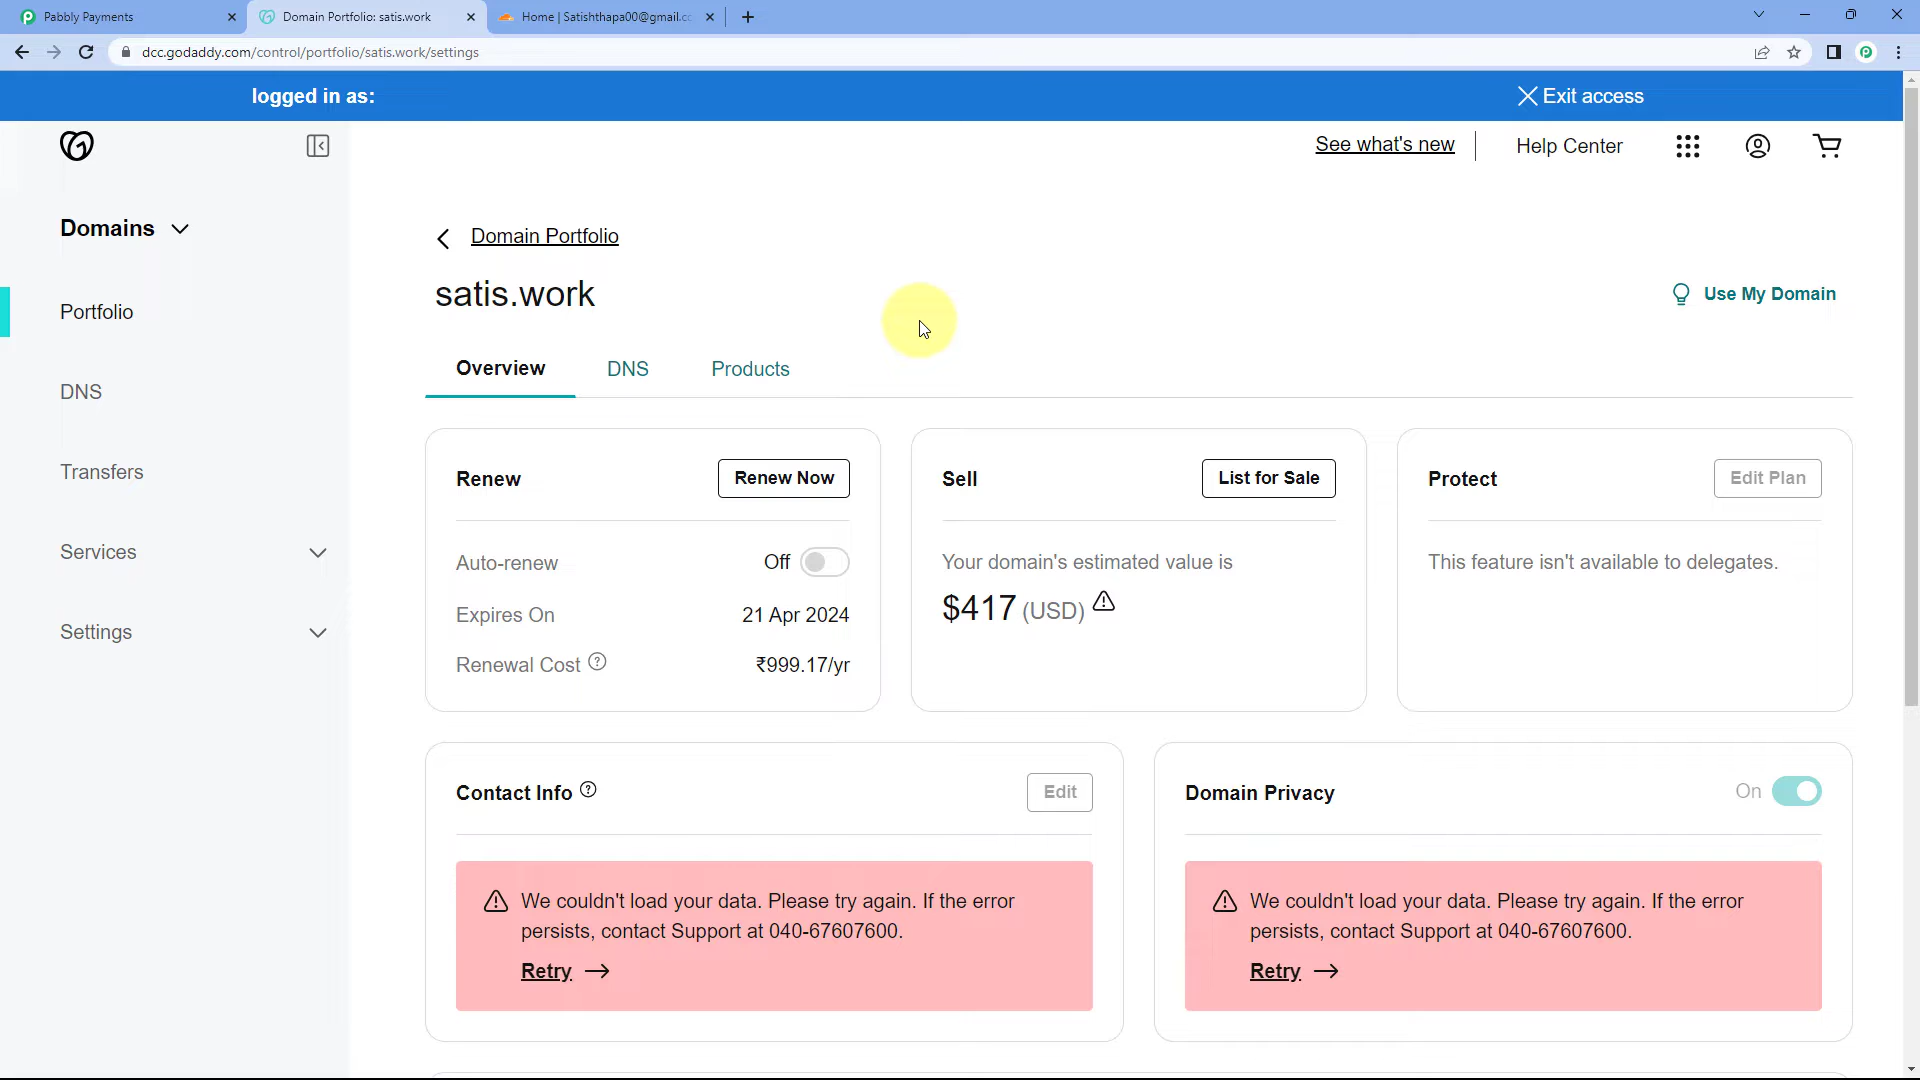 Pabbly Payments
Domain Portfolio: satis.work
Home | Satishthapa00@gmail.cc
dcc.godaddy.com/control/portfolio/satis.work/settings
logged in as:
Exit access
See what's new
Help Center
Domains
Portfolio
DNS
Transfers
Services
Settings
Domain Portfolio
satis.work
Use My Domain
Overview
DNS
Products
Renew
Renew Now
Auto-renew
Off
Expires On
21 Apr 2024
Renewal Cost
₹999.17/yr
Sell
List for Sale
Your domain's estimated value is
$417 (USD)
Protect
Edit Plan
This feature isn't available to delegates.
Contact Info
Edit
We couldn't load your data. Please try again. If the error
persists, contact Support at 040-67607600.
Retry
Domain Privacy
On
We couldn't load your data. Please try again. If the error
persists, contact Support at 040-67607600.
Retry